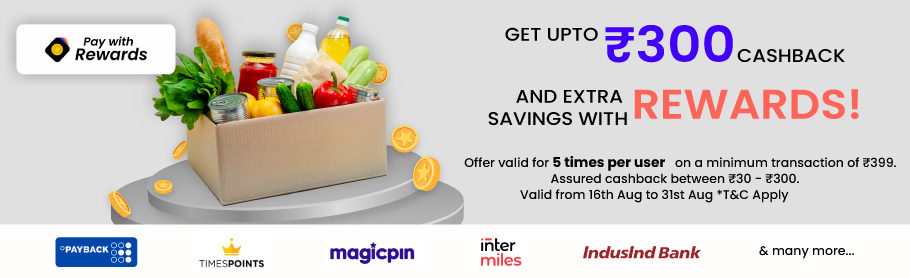 Pay with
Rewards
GET UPTO ₹300 CASHBACK
AND EXTRA
SAVINGS WITH REWARDS!
Offer valid for 5 times per user on a minimum transaction of ₹399.
Assured cashback between ₹30 - ₹300.
Valid from 16th Aug to 31st Aug *T&C Apply
PAYBACK
TIMESPOINTS
magicpin
inter
miles
IndusInd Bank
& many more...